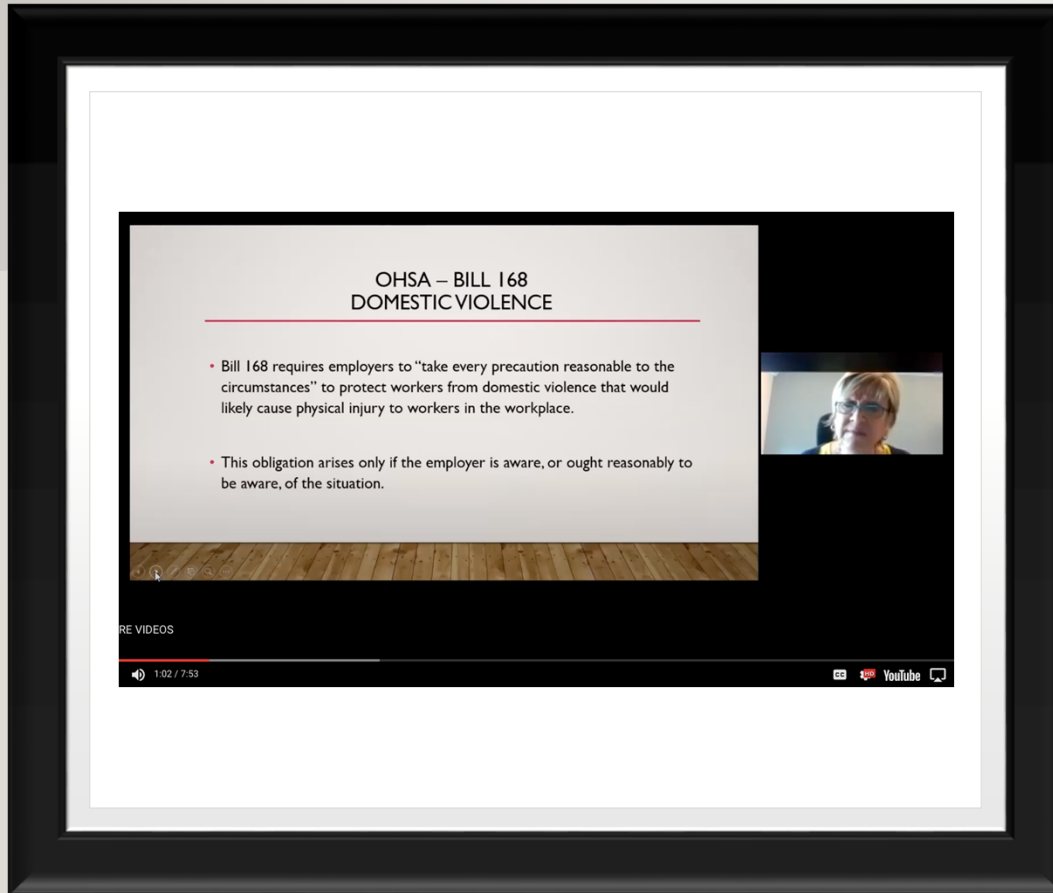 OHSA – BILL 168
DOMESTIC VIOLENCE
• Bill 168 requires employers to “take every precaution reasonable to the
circumstances” to protect workers from domestic violence that would
likely cause physical injury to workers in the workplace.
• This obligation arises only if the employer is aware, or ought reasonably to
be aware, of the situation.
RE VIDEOS
1:02 / 7:53
CC
HD
YouTube